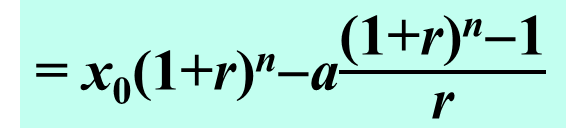 = x₀(1+r)ⁿ–a((1+r)ⁿ–1)/r